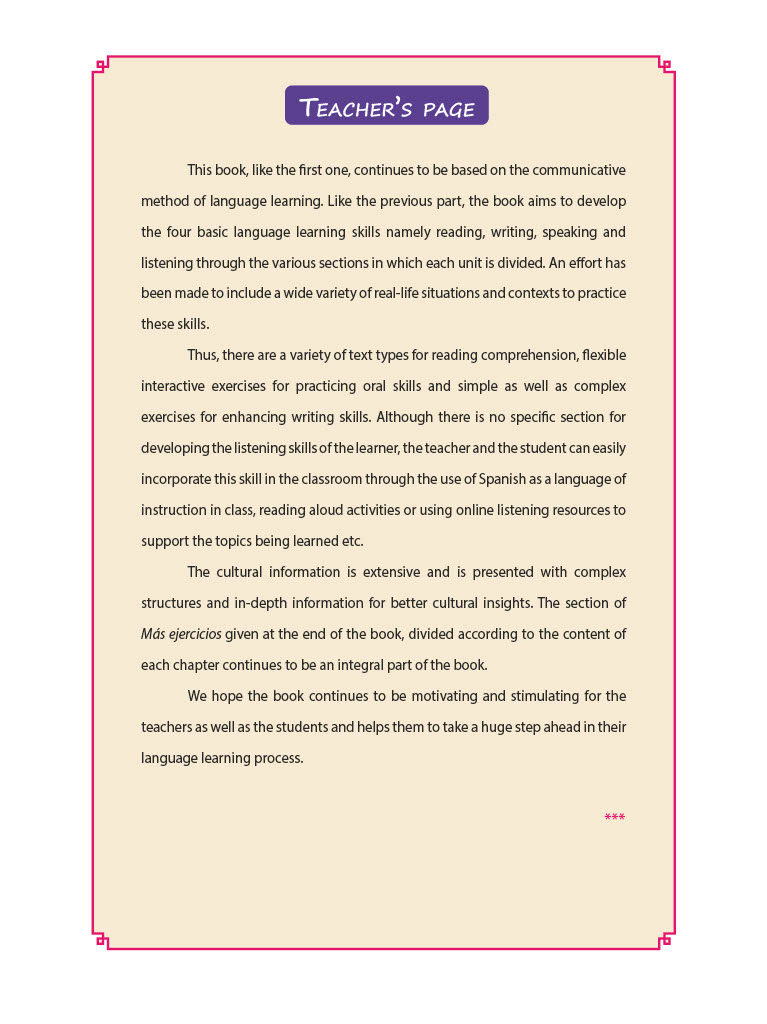 TEACHER'S PAGE
This book, like the first one, continues to be based on the communicative
method of language learning. Like the previous part, the book aims to develop
the four basic language learning skills namely reading, writing, speaking and
listening through the various sections in which each unit is divided. An effort has
been made to include a wide variety of real-life situations and contexts to practice
these skills.
Thus, there are a variety of text types for reading comprehension, flexible
interactive exercises for practicing oral skills and simple as well as complex
exercises for enhancing writing skills. Although there is no specific section for
developing the listening skills of the learner, the teacher and the student can easily
incorporate this skill in the classroom through the use of Spanish as a language of
instruction in class, reading aloud activities or using online listening resources to
support the topics being learned etc.
The cultural information is extensive and is presented with complex
structures and in-depth information for better cultural insights. The section of
Más ejercicios given at the end of the book, divided according to the content of
each chapter continues to be an integral part of the book.
We hope the book continues to be motivating and stimulating for the
teachers as well as the students and helps them to take a huge step ahead in their
language learning process.
***